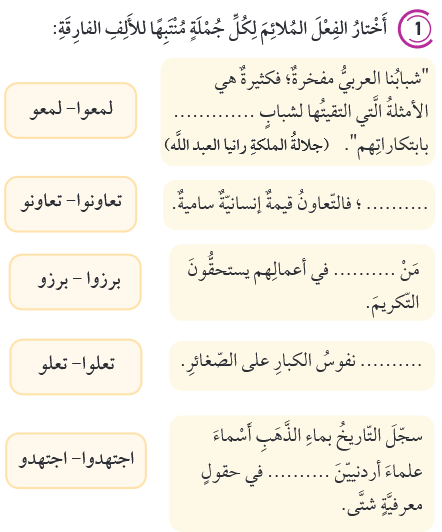 1 أَخْتارُ الفِعْلَ المُلائِمَ لِكُلِّ جُمْلَةٍ مُنْتَبِهًا للأَلِفِ الفارِقَةِ:
"شبابُنا العربيُّ مفخرةٌ؛ فكثيرةٌ هي
الأمثلةُ الَّتي التقيتُها لشبابٍ .............
بابتكاراتِهم". (جلالةُ الملكةِ رانيا العبد اللَّه)
لمعوا- لمعو
.......... ؛ فالتّعاونُ قيمةٌ إنسانيّةٌ ساميةٌ.
تعاونوا- تعاونو
مَنْ .......... في أعمالِهم يستحقُّونَ
التّكريمَ.
برزوا - برزو
.......... نفوسُ الكبارِ على الصّغائرِ.
تعلوا- تعلو
سجّلَ التّاريخُ بماءِ الذَّهَبِ أَسْماءَ
علماءَ أردنيّينَ .......... في حقولٍ
معرفيَّةٍ شتَّى.
اجتهدوا- اجتهدو